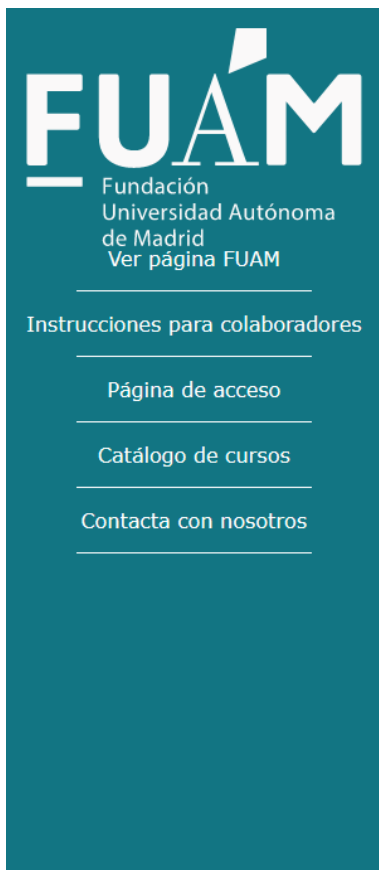 FUÁM
Fundación
Universidad Autónoma
de Madrid
Ver página FUAM
Instrucciones para colaboradores
Página de acceso
Catálogo de cursos
Contacta con nosotros